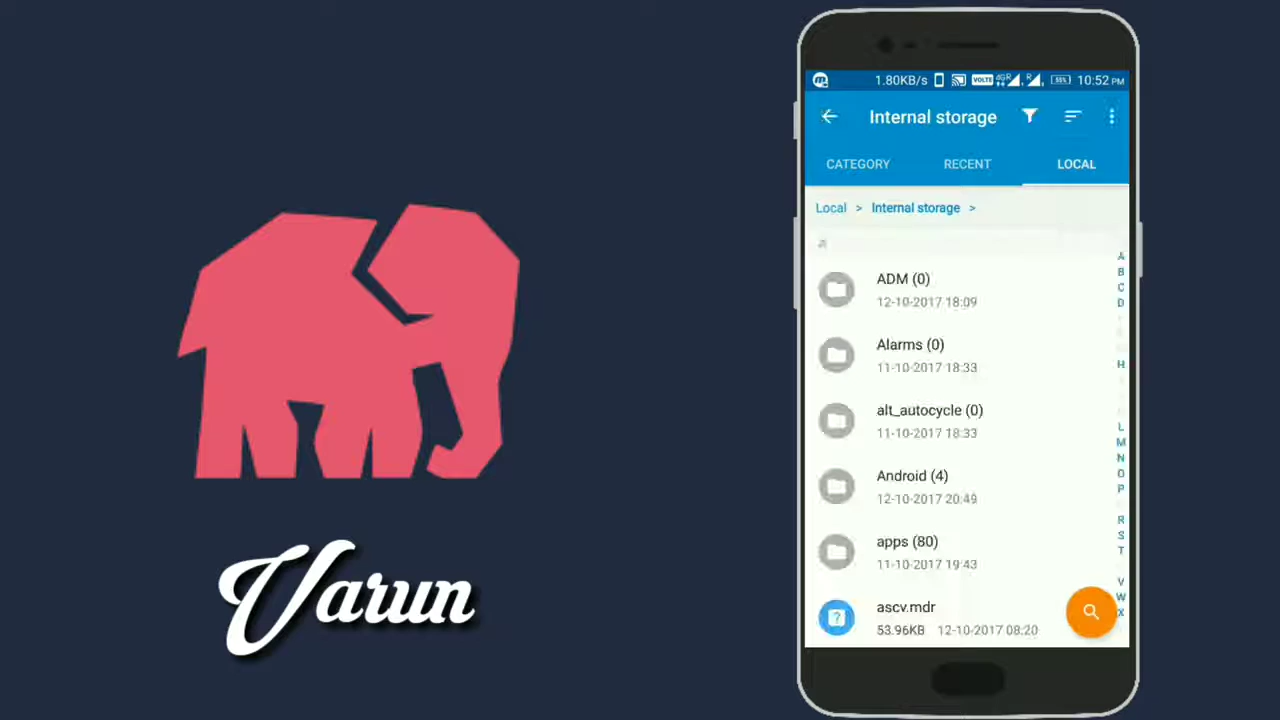 Varun
1.80KB/s VOLTE 4G R R 55% 10:52 PM
Internal storage
CATEGORY RECENT LOCAL
Local > Internal storage >
ADM (0)
12-10-2017 18:09
Alarms (0)
11-10-2017 18:33
alt_autocycle (0)
11-10-2017 18:33
Android (4)
12-10-2017 20:49
apps (80)
11-10-2017 19:43
ascv.mdr
53.96KB 12-10-2017 08:20
A
B
C
D
H
L
M
N
O
P
R
S
T
V
W
X